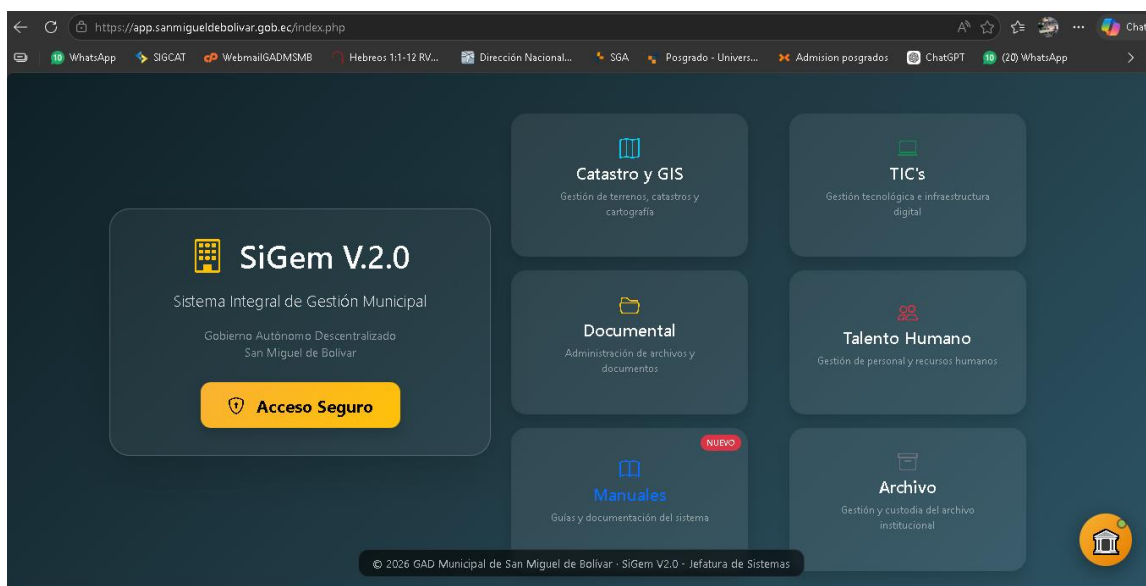 https://app.sanmigueldebolivar.gob.ec/index.php
Chat
10 WhatsApp
SIGCAT
WebmailGADMSMB
Hebreos 1:1-12 RV...
Dirección Nacional...
SGA
Posgrado - Univers...
Admision posgrados
ChatGPT
10 (20) WhatsApp
SiGem V.2.0
Sistema Integral de Gestión Municipal
Gobierno Autónomo Descentralizado
San Miguel de Bolívar
Acceso Seguro
Catastro y GIS
Gestión de terrenos, catastros y
cartografía
TIC's
Gestión tecnológica e infraestructura
digital
Documental
Administración de archivos y
documentos
Talento Humano
Gestión de personal y recursos humanos
NUEVO
Manuales
Guías y documentación del sistema
Archivo
Gestión y custodia del archivo
institucional
© 2026 GAD Municipal de San Miguel de Bolívar · SiGem V2.0 - Jefatura de Sistemas